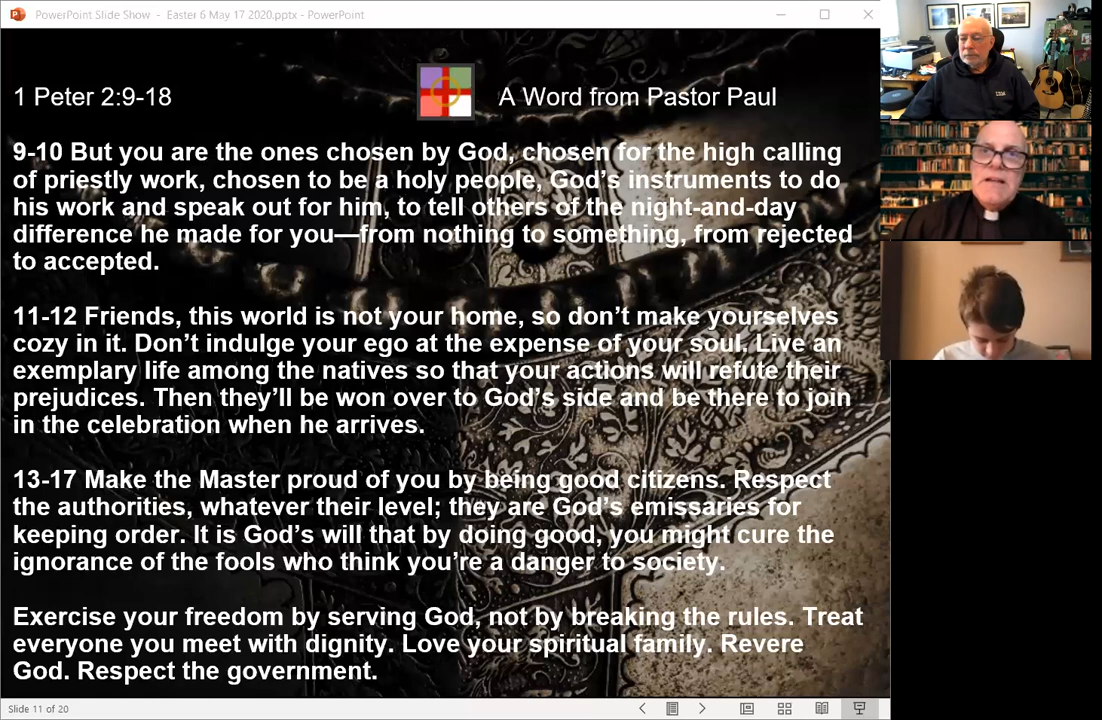 PowerPoint Slide Show - Easter 6 May 17 2020.pptx - PowerPoint
1 Peter 2:9-18
A Word from Pastor Paul
9-10 But you are the ones chosen by God, chosen for the high calling
of priestly work, chosen to be a holy people, God’s instruments to do
his work and speak out for him, to tell others of the night-and-day
difference he made for you—from nothing to something, from rejected
to accepted.
11-12 Friends, this world is not your home, so don’t make yourselves
cozy in it. Don’t indulge your ego at the expense of your soul. Live an
exemplary life among the natives so that your actions will refute their
prejudices. Then they’ll be won over to God’s side and be there to join
in the celebration when he arrives.
13-17 Make the Master proud of you by being good citizens. Respect
the authorities, whatever their level; they are God’s emissaries for
keeping order. It is God’s will that by doing good, you might cure the
ignorance of the fools who think you’re a danger to society.
Exercise your freedom by serving God, not by breaking the rules. Treat
everyone you meet with dignity. Love your spiritual family. Revere
God. Respect the government.
Slide 11 of 20